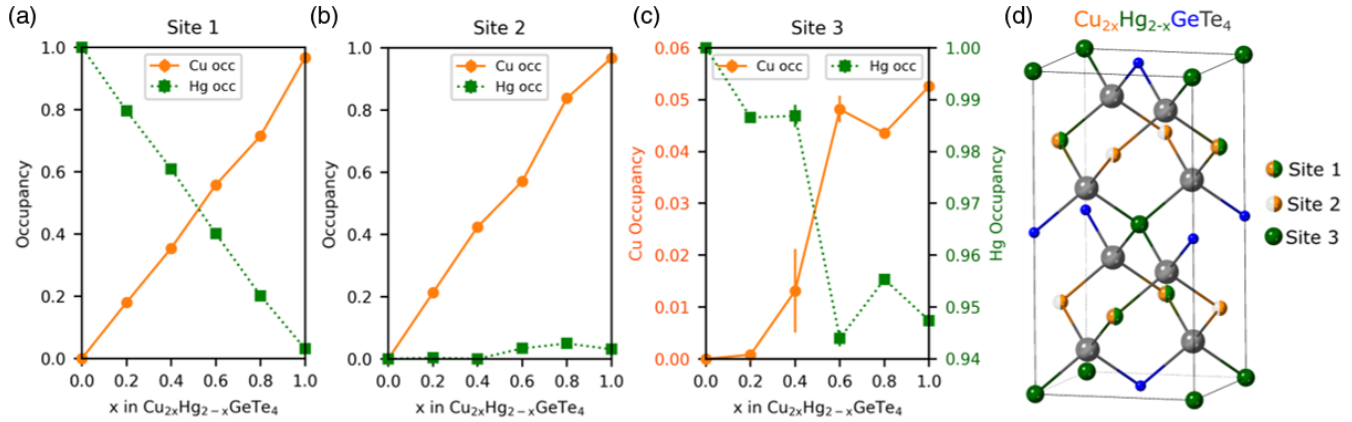 (a)
Site 1
1.0
0.8
0.6
0.4
0.2
0.0
Occupancy
Cu occ
Hg occ
0.0 0.2 0.4 0.6 0.8 1.0
x in Cu₂ₓHg₂₋ₓGeTe₄
(b)
Site 2
1.0
0.8
0.6
0.4
0.2
0.0
Occupancy
Cu occ
Hg occ
0.0 0.2 0.4 0.6 0.8 1.0
x in Cu₂ₓHg₂₋ₓGeTe₄
(c)
Site 3
0.06
0.05
0.04
0.03
0.02
0.01
0.00
Cu Occupancy
Cu occ
Hg occ
1.00
0.99
0.98
0.97
0.96
0.95
0.94
Hg Occupancy
0.0 0.2 0.4 0.6 0.8 1.0
x in Cu₂ₓHg₂₋ₓGeTe₄
(d)
Cu₂ₓHg₂₋ₓGeTe₄
Site 1
Site 2
Site 3